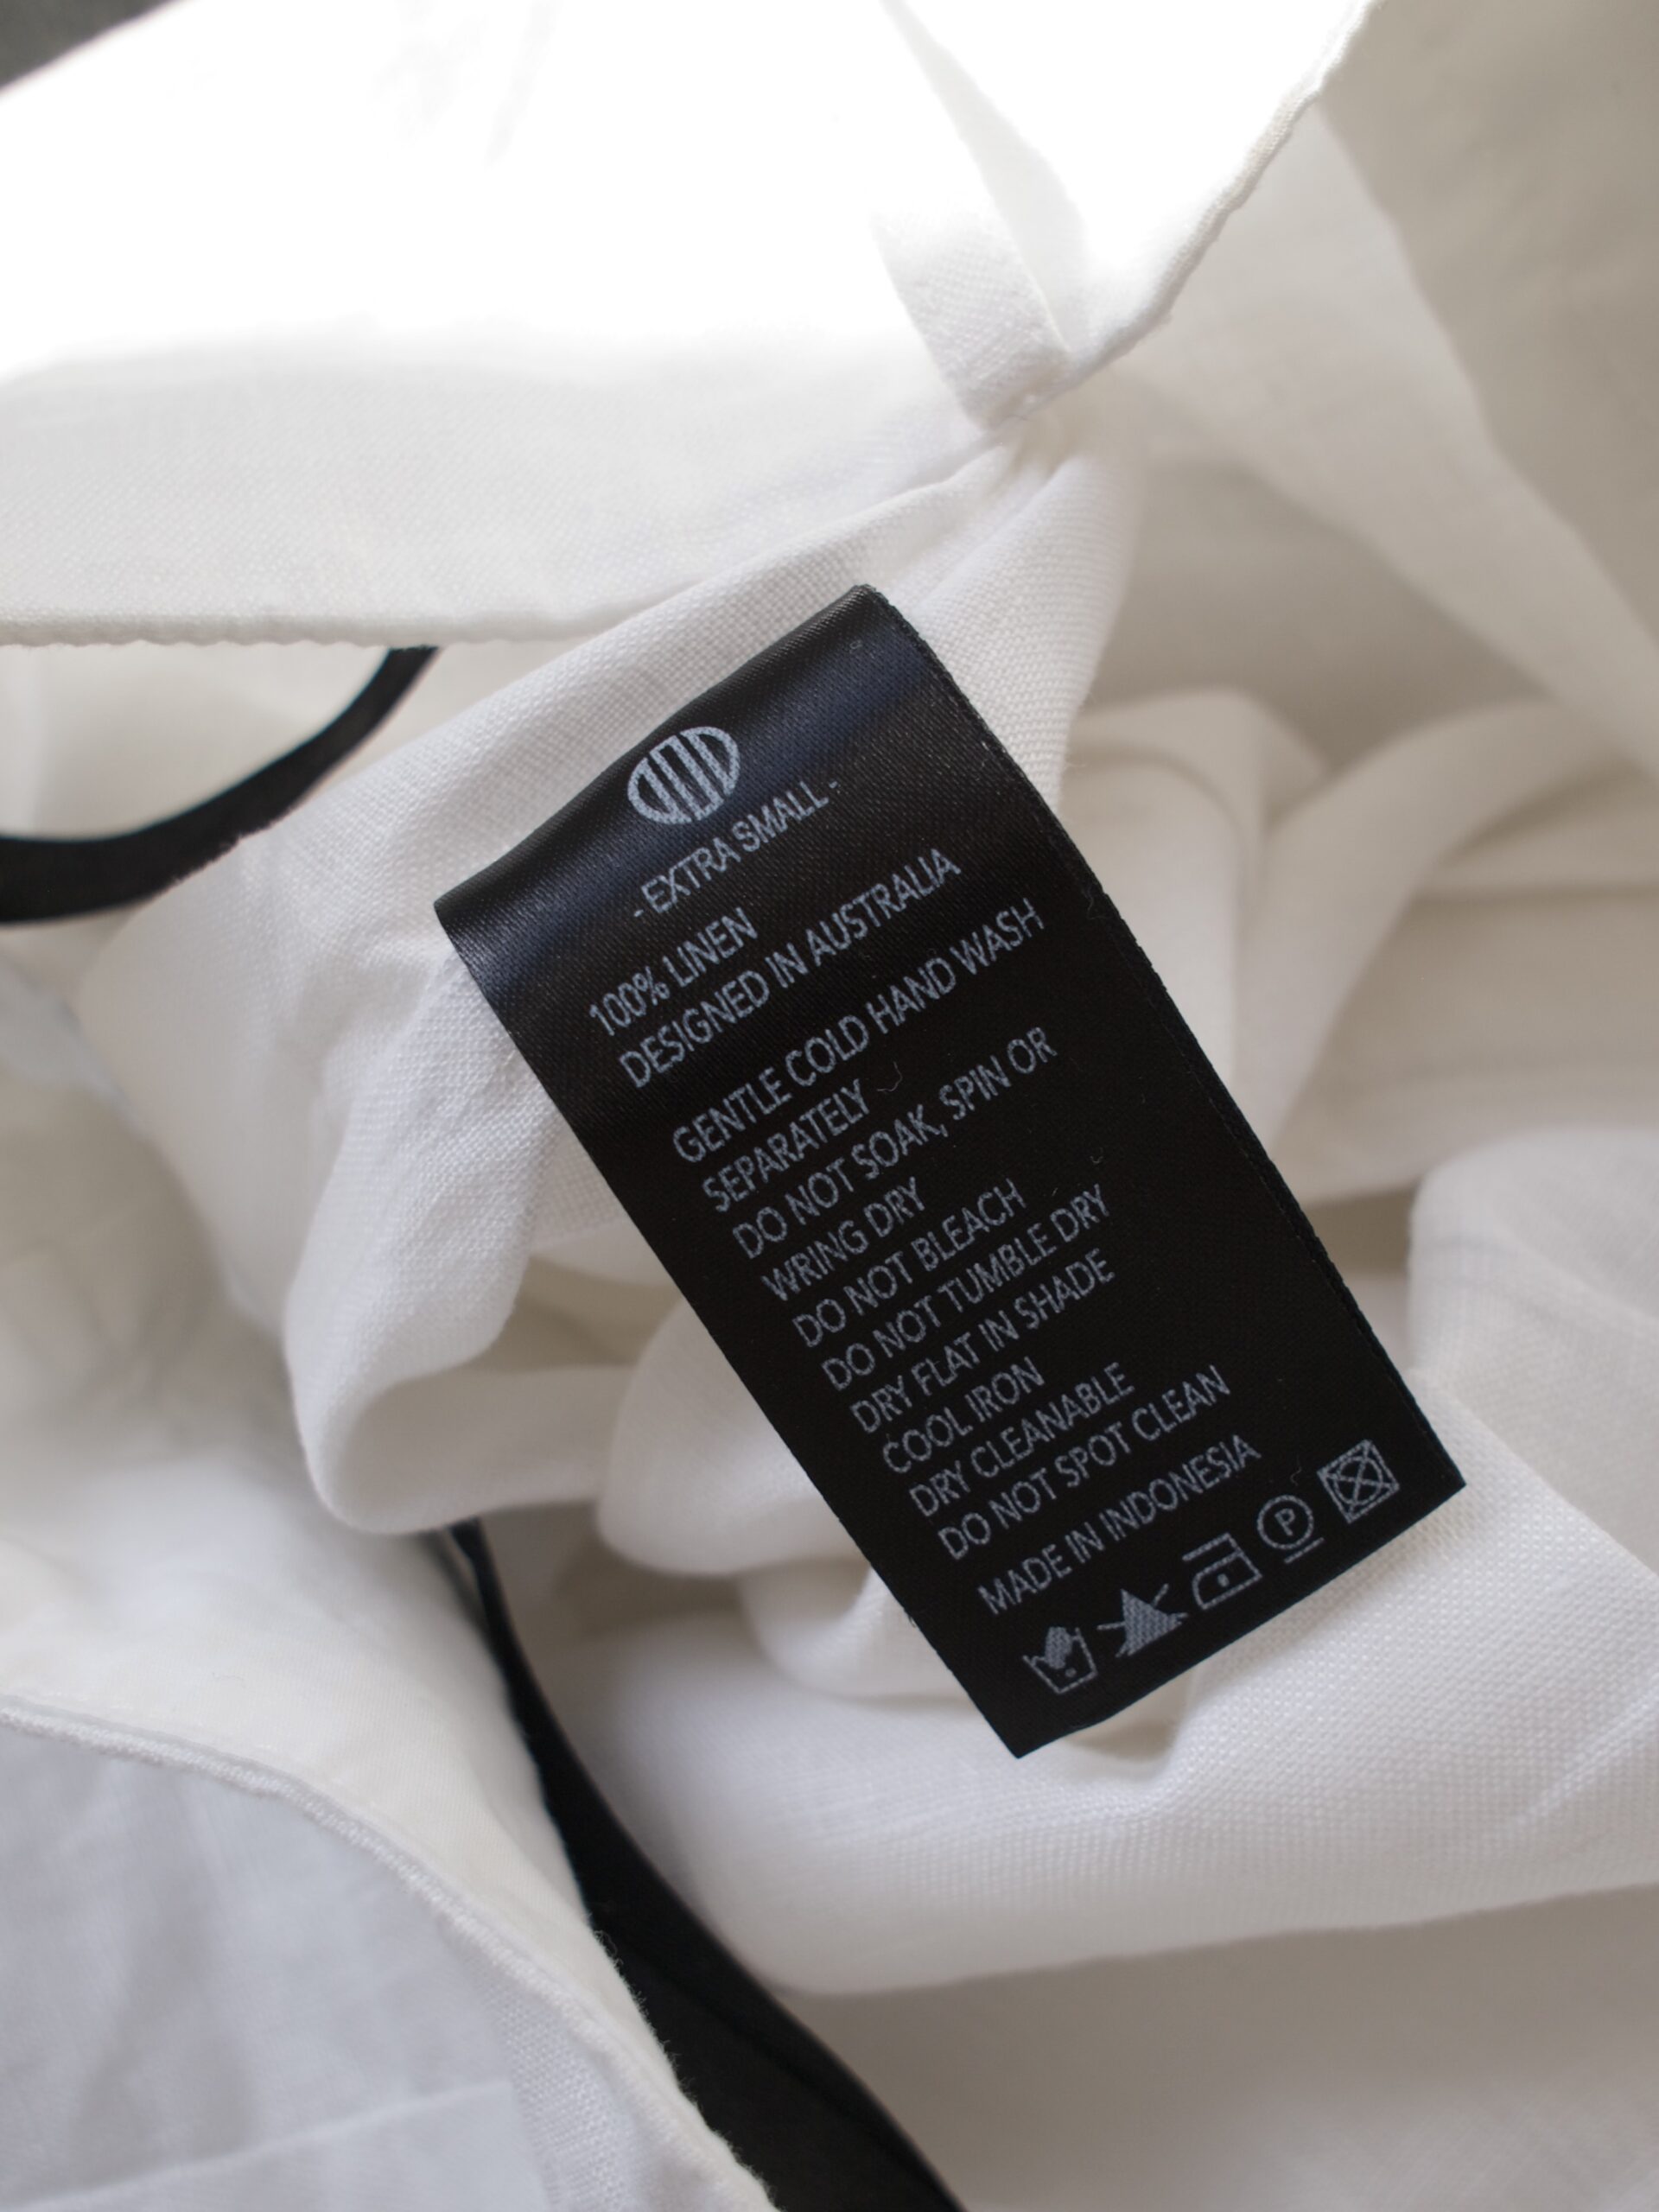 - EXTRA SMALL -
100% LINEN
DESIGNED IN AUSTRALIA
GENTLE COLD HAND WASH
SEPARATELY
DO NOT SOAK, SPIN OR
WRING DRY
DO NOT BLEACH
DO NOT TUMBLE DRY
DRY FLAT IN SHADE
COOL IRON
DRY CLEANABLE
DO NOT SPOT CLEAN
MADE IN INDONESIA
P